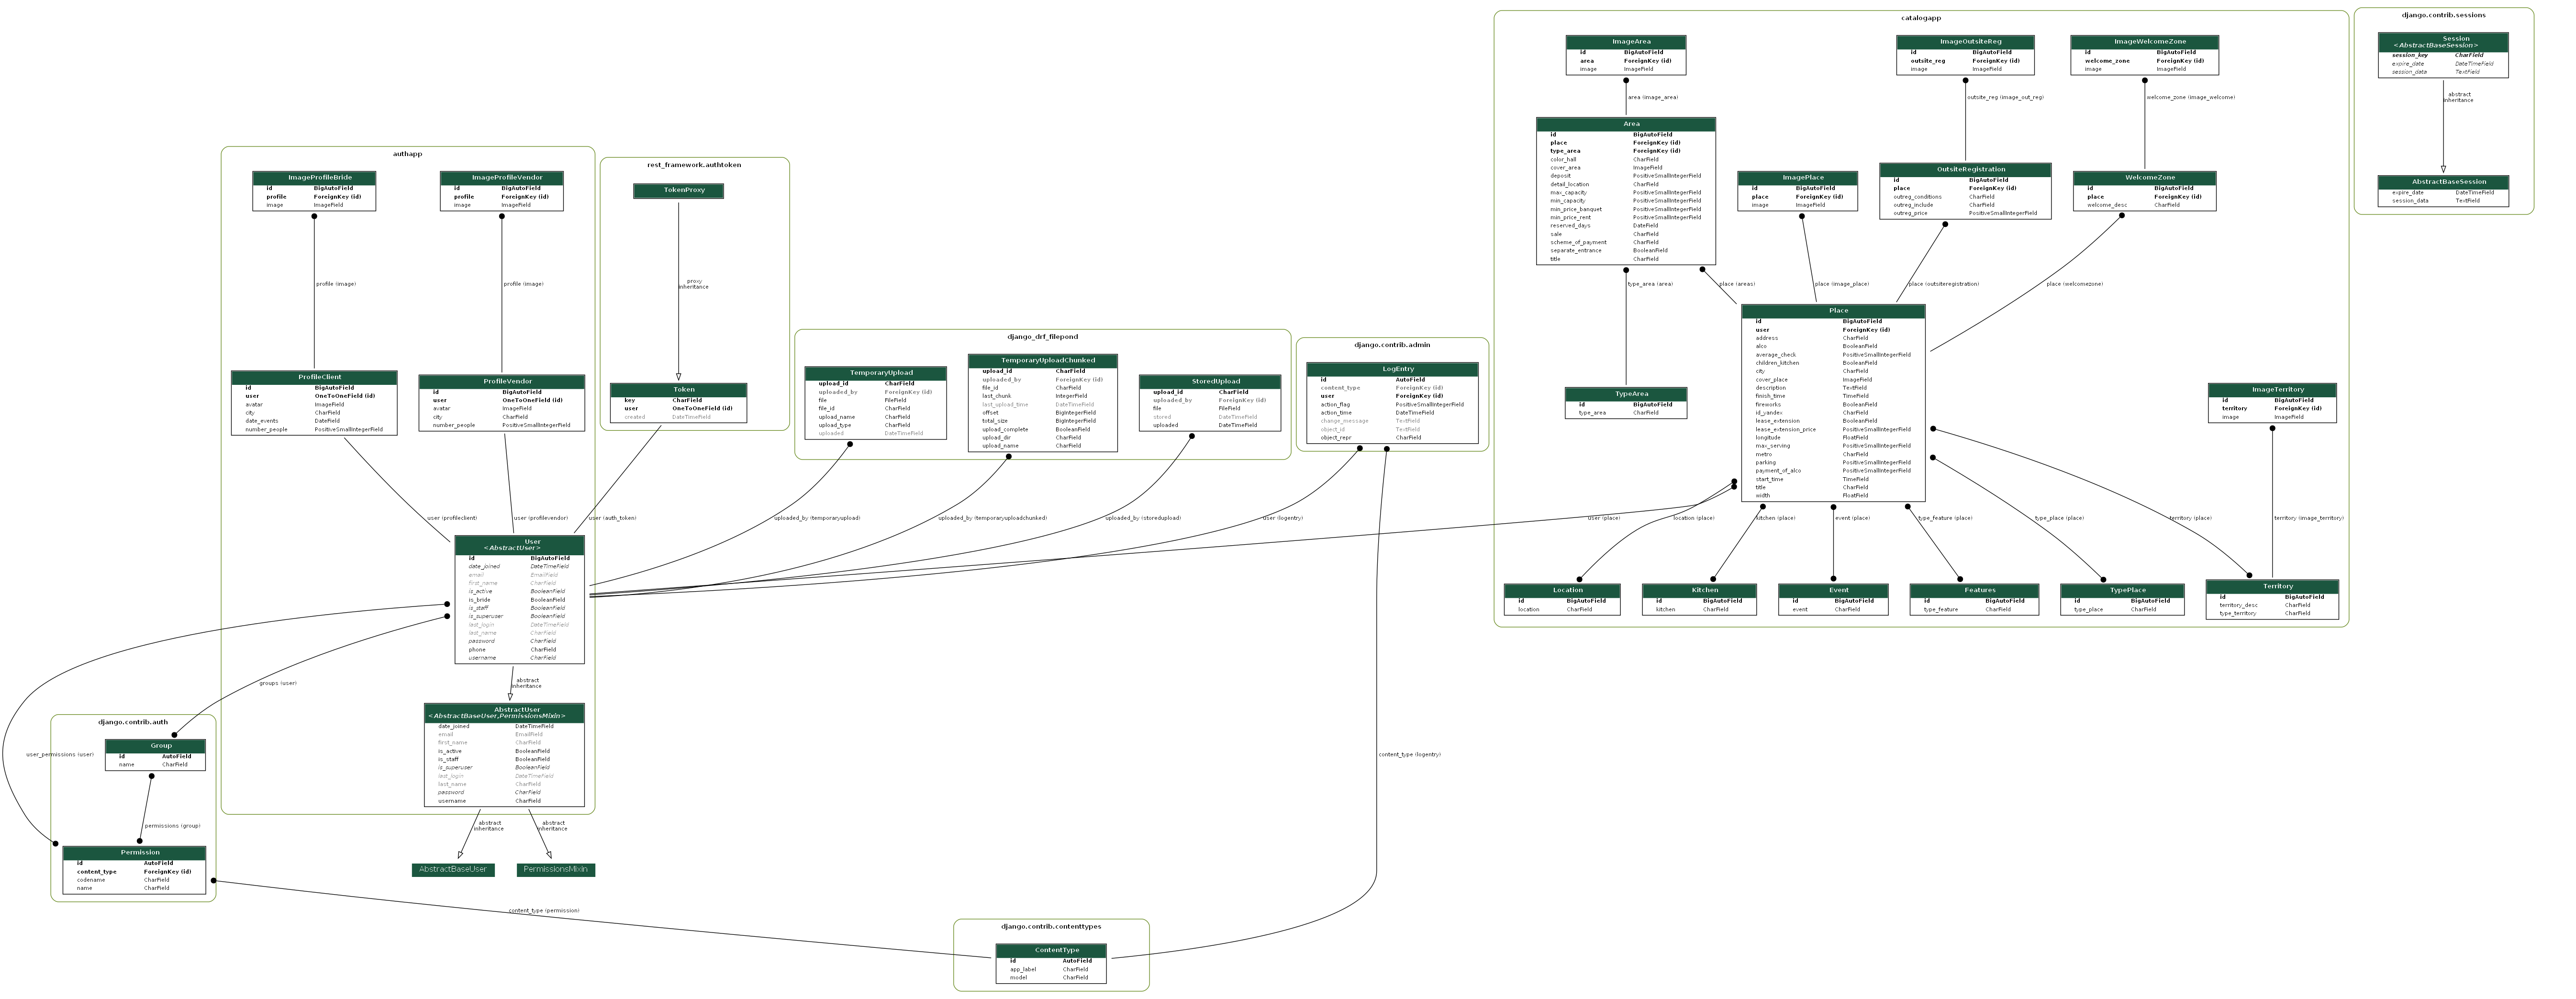 authapp
ImageProfileBride
id BigAutoField
profile ForeignKey (id)
image ImageField
ImageProfileVendor
id BigAutoField
profile ForeignKey (id)
image ImageField
profile (image)
profile (image)
ProfileClient
id BigAutoField
user OneToOneField (id)
avatar ImageField
city CharField
date_events DateField
number_people PositiveSmallIntegerField
ProfileVendor
id BigAutoField
user OneToOneField (id)
avatar ImageField
city CharField
number_people PositiveSmallIntegerField
user (profileclient)
user (profilevendor)
User
<AbstractUser>
id BigAutoField
date_joined DateTimeField
email EmailField
first_name CharField
is_active BooleanField
is_bride BooleanField
is_staff BooleanField
is_superuser BooleanField
last_login DateTimeField
last_name CharField
password CharField
phone CharField
username CharField
abstract
inheritance
AbstractUser
<AbstractBaseUser,PermissionsMixin>
date_joined DateTimeField
email EmailField
first_name CharField
is_active BooleanField
is_staff BooleanField
is_superuser BooleanField
last_login DateTimeField
last_name CharField
password CharField
username CharField
abstract
inheritance
abstract
inheritance
AbstractBaseUser
PermissionsMixin
rest_framework.authtoken
TokenProxy
proxy
inheritance
Token
key CharField
user OneToOneField (id)
created DateTimeField
user (auth_token)
django_drf_filepond
TemporaryUpload
upload_id CharField
uploaded_by ForeignKey (id)
file FileField
file_id CharField
upload_name CharField
upload_type CharField
uploaded DateTimeField
TemporaryUploadChunked
upload_id CharField
uploaded_by ForeignKey (id)
file_id CharField
last_chunk IntegerField
last_upload_time DateTimeField
offset BigIntegerField
total_size BigIntegerField
upload_complete BooleanField
upload_dir CharField
upload_name CharField
StoredUpload
upload_id CharField
uploaded_by ForeignKey (id)
file FileField
stored DateTimeField
uploaded DateTimeField
uploaded_by (temporaryupload)
uploaded_by (temporaryuploadchunked)
uploaded_by (storedupload)
django.contrib.admin
LogEntry
id AutoField
content_type ForeignKey (id)
user ForeignKey (id)
action_flag PositiveSmallIntegerField
action_time DateTimeField
change_message TextField
object_id TextField
object_repr CharField
user (logentry)
content_type (logentry)
catalogapp
ImageArea
id BigAutoField
area ForeignKey (id)
image ImageField
ImageOutsiteReg
id BigAutoField
outsite_reg ForeignKey (id)
image ImageField
ImageWelcomeZone
id BigAutoField
welcome_zone ForeignKey (id)
image ImageField
area (image_area)
outsite_reg (image_out_reg)
welcome_zone (image_welcome)
Area
id BigAutoField
place ForeignKey (id)
type_area ForeignKey (id)
color_hall CharField
cover_area ImageField
deposit PositiveSmallIntegerField
detail_location CharField
max_capacity PositiveSmallIntegerField
min_capacity PositiveSmallIntegerField
min_price_banquet PositiveSmallIntegerField
min_price_rent PositiveSmallIntegerField
reserved_days DateField
sale CharField
scheme_of_payment CharField
separate_entrance BooleanField
title CharField
ImagePlace
id BigAutoField
place ForeignKey (id)
image ImageField
OutsiteRegistration
id BigAutoField
place ForeignKey (id)
outreg_conditions CharField
outreg_include CharField
outreg_price PositiveSmallIntegerField
WelcomeZone
id BigAutoField
place ForeignKey (id)
welcome_desc CharField
type_area (area)
place (areas)
place (image_place)
place (outsiteregistration)
place (welcomezone)
Place
id BigAutoField
user ForeignKey (id)
address CharField
alco BooleanField
average_check PositiveSmallIntegerField
children_kitchen BooleanField
city CharField
cover_place ImageField
description TextField
finish_time TimeField
fireworks BooleanField
id_yandex CharField
lease_extension BooleanField
lease_extension_price PositiveSmallIntegerField
longitude FloatField
max_serving PositiveSmallIntegerField
metro CharField
parking PositiveSmallIntegerField
payment_of_alco PositiveSmallIntegerField
start_time TimeField
title CharField
width FloatField
TypeArea
id BigAutoField
type_area CharField
ImageTerritory
id BigAutoField
territory ForeignKey (id)
image ImageField
user (place)
location (place)
kitchen (place)
event (place)
type_feature (place)
type_place (place)
territory (place)
territory (image_territory)
Location
id BigAutoField
location CharField
Kitchen
id BigAutoField
kitchen CharField
Event
id BigAutoField
event CharField
Features
id BigAutoField
type_feature CharField
TypePlace
id BigAutoField
type_place CharField
Territory
id BigAutoField
territory_desc CharField
type_territory CharField
django.contrib.sessions
Session
<AbstractBaseSession>
session_key CharField
expire_date DateTimeField
session_data TextField
abstract
inheritance
AbstractBaseSession
expire_date DateTimeField
session_data TextField
groups (user)
user_permissions (user)
django.contrib.auth
Group
id AutoField
name CharField
permissions (group)
Permission
id AutoField
content_type ForeignKey (id)
codename CharField
name CharField
content_type (permission)
django.contrib.contenttypes
ContentType
id AutoField
app_label CharField
model CharField